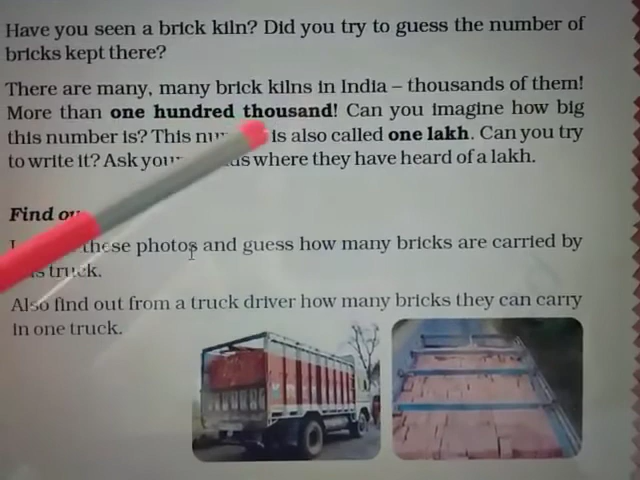 Have you seen a brick kiln? Did you try to guess the number of
bricks kept there?
There are many, many brick kilns in India – thousands of them!
More than one hundred thousand! Can you imagine how big
this number is? This is also called one lakh. Can you try
to write it? Ask where they have heard of a lakh.
Find
these photos and guess how many bricks are carried by
truck.
Also find out from a truck driver how many bricks they can carry
in one truck.